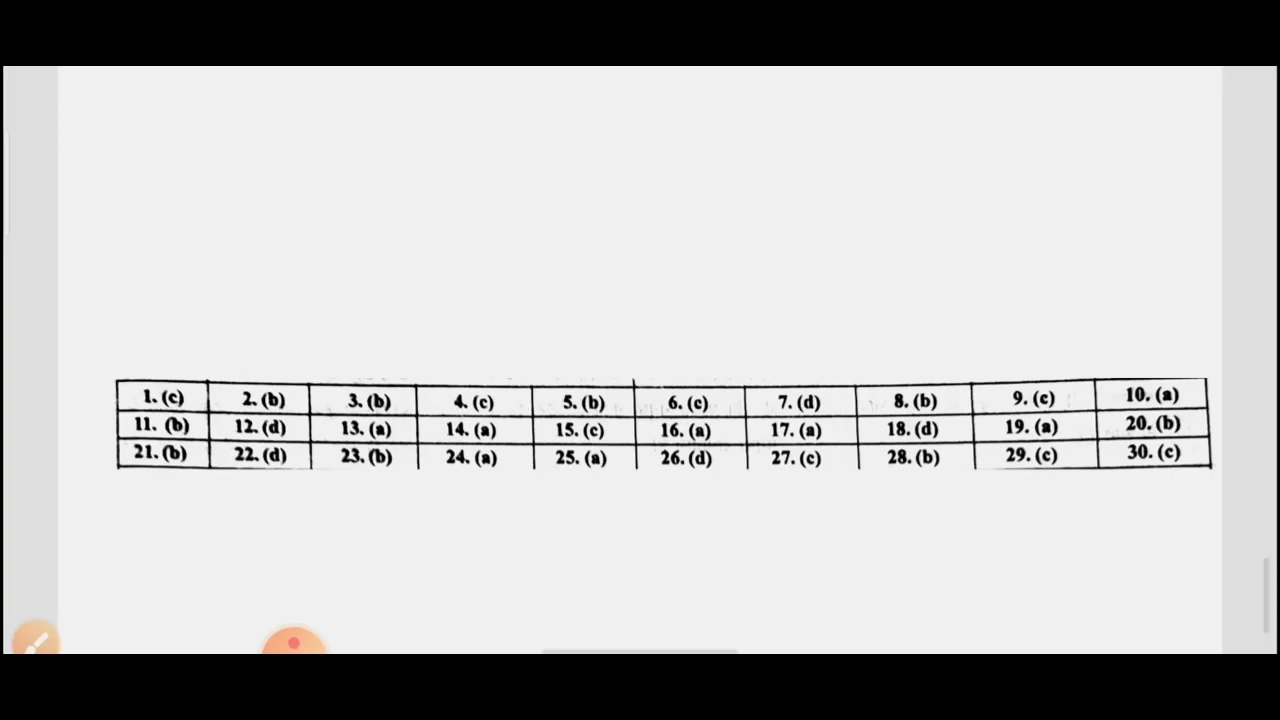 1. (c) 2. (b) 3. (b) 4. (c) 5. (b) 6. (c) 7. (d) 8. (b) 9. (c) 10. (a)
11. (b) 12. (d) 13. (a) 14. (a) 15. (c) 16. (a) 17. (a) 18. (d) 19. (a) 20. (b)
21. (b) 22. (d) 23. (b) 24. (a) 25. (a) 26. (d) 27. (c) 28. (b) 29. (c) 30. (c)